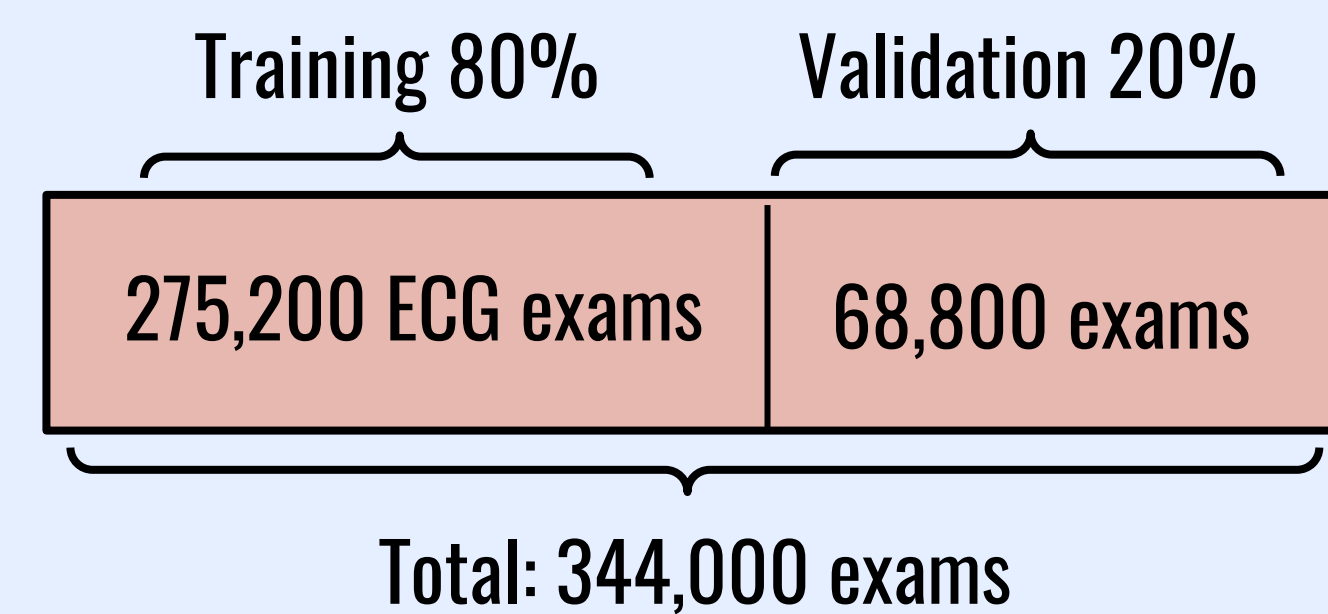 Training 80%
Validation 20%
275,200 ECG exams
68,800 exams
Total: 344,000 exams